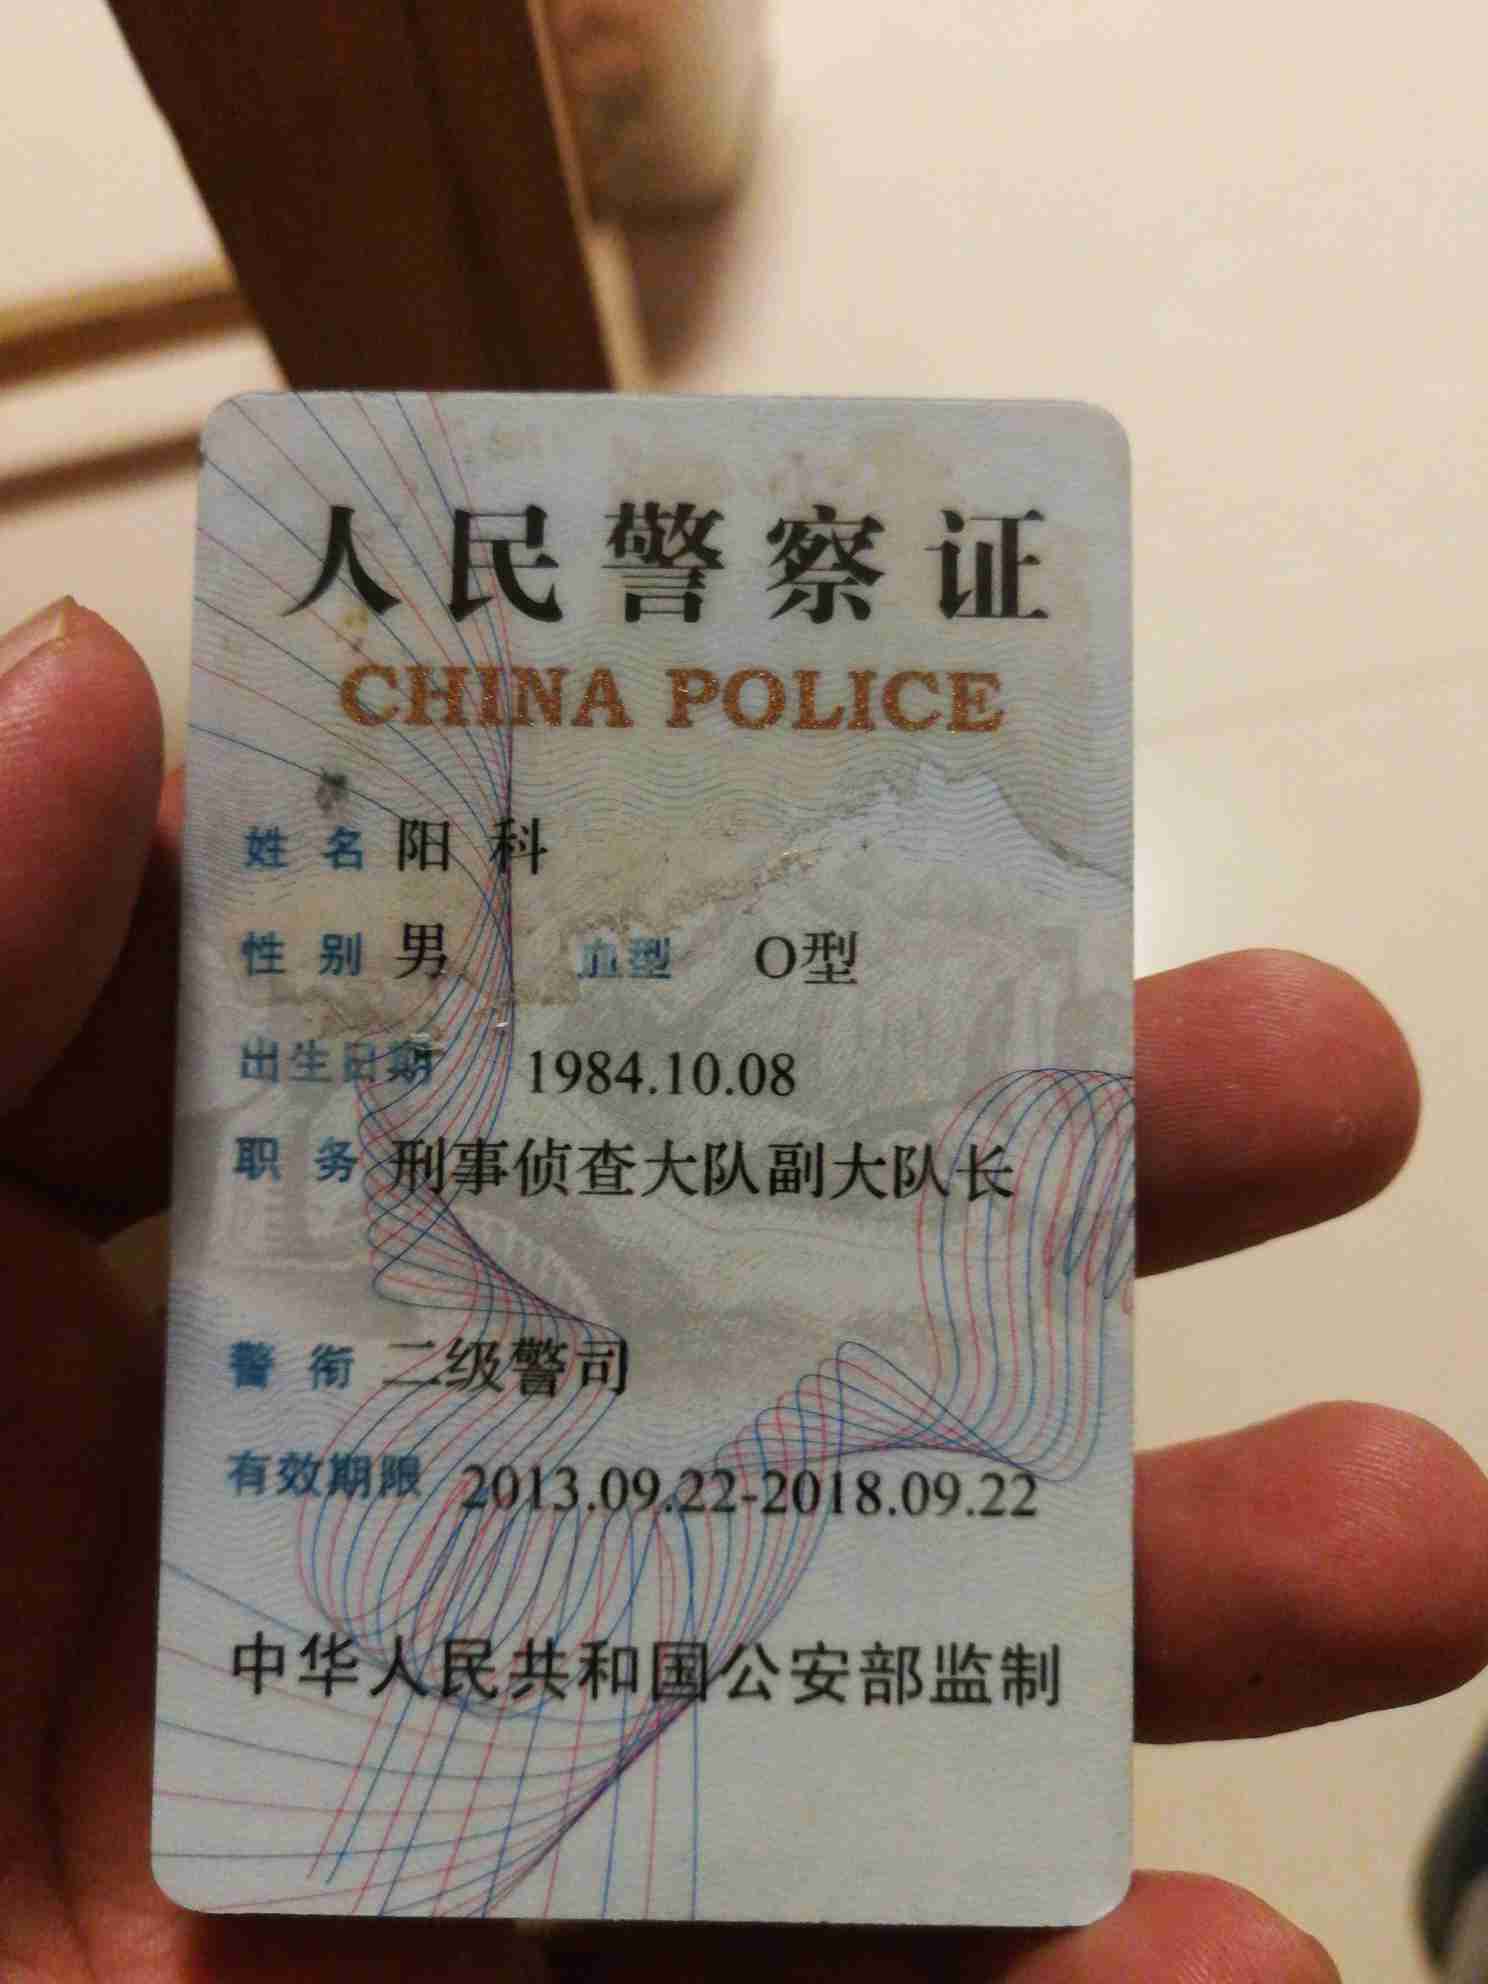 人民警察证
CHINA POLICE
姓名 阳科
性别 男 血型 O型
出生日期 1984.10.08
职务 刑事侦查大队副大队长
警衔 二级警司
有效期限 2013.09.22-2018.09.22
中华人民共和国公安部监制